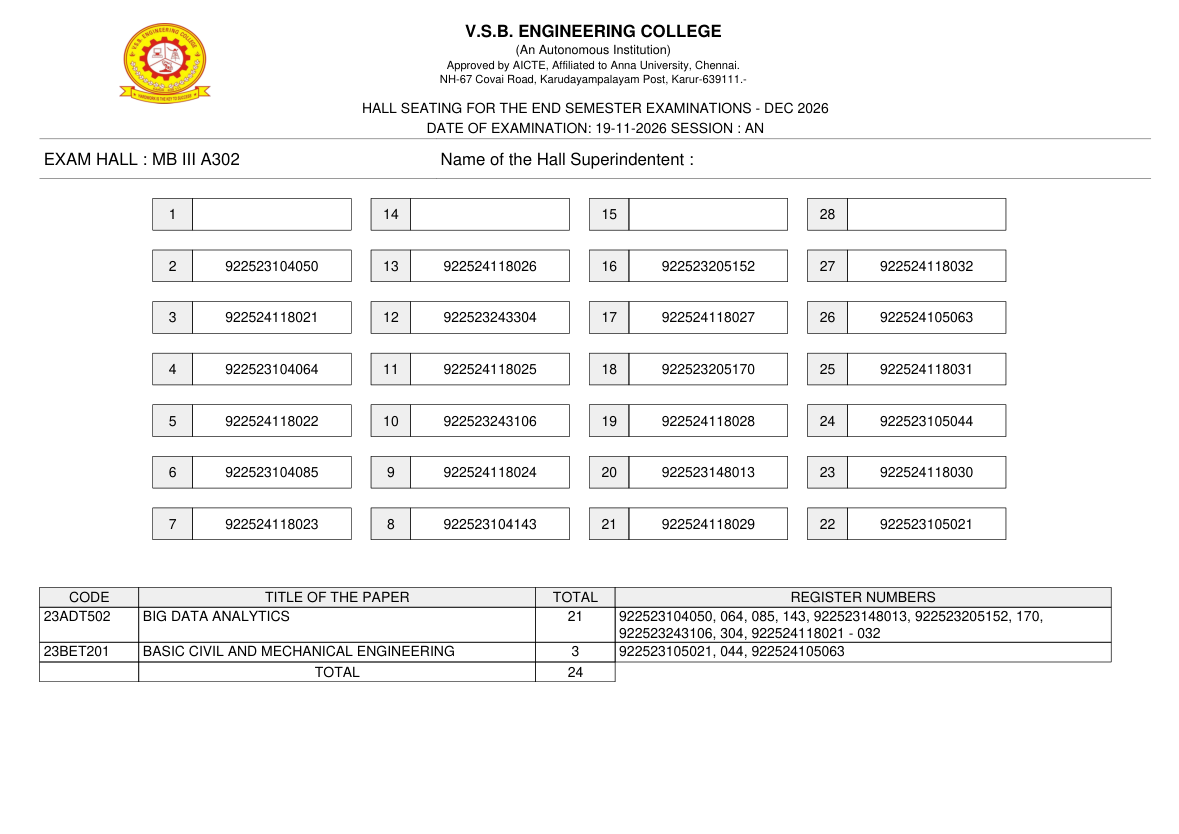 V.S.B. ENGINEERING COLLEGE
(An Autonomous Institution)
Approved by AICTE, Affiliated to Anna University, Chennai.
NH-67 Covai Road, Karudayampalayam Post, Karur-639111.-
HALL SEATING FOR THE END SEMESTER EXAMINATIONS - DEC 2026
DATE OF EXAMINATION: 19-11-2026 SESSION : AN
EXAM HALL : MB III A302 Name of the Hall Superintendent :
1 14 15 28
2 922523104050 13 922524118026 16 922523205152 27 922524118032
3 922524118021 12 922523243304 17 922524118027 26 922524105063
4 922523104064 11 922524118025 18 922523205170 25 922524118031
5 922524118022 10 922523243106 19 922524118028 24 922523105044
6 922523104085 9 922524118024 20 922523148013 23 922524118030
7 922524118023 8 922523104143 21 922524118029 22 922523105021
CODE TITLE OF THE PAPER TOTAL REGISTER NUMBERS
23ADT502 BIG DATA ANALYTICS 21 922523104050, 064, 085, 143, 922523148013, 922523205152, 170,
922523243106, 304, 922524118021 - 032
23BET201 BASIC CIVIL AND MECHANICAL ENGINEERING 3 922523105021, 044, 922524105063
TOTAL 24